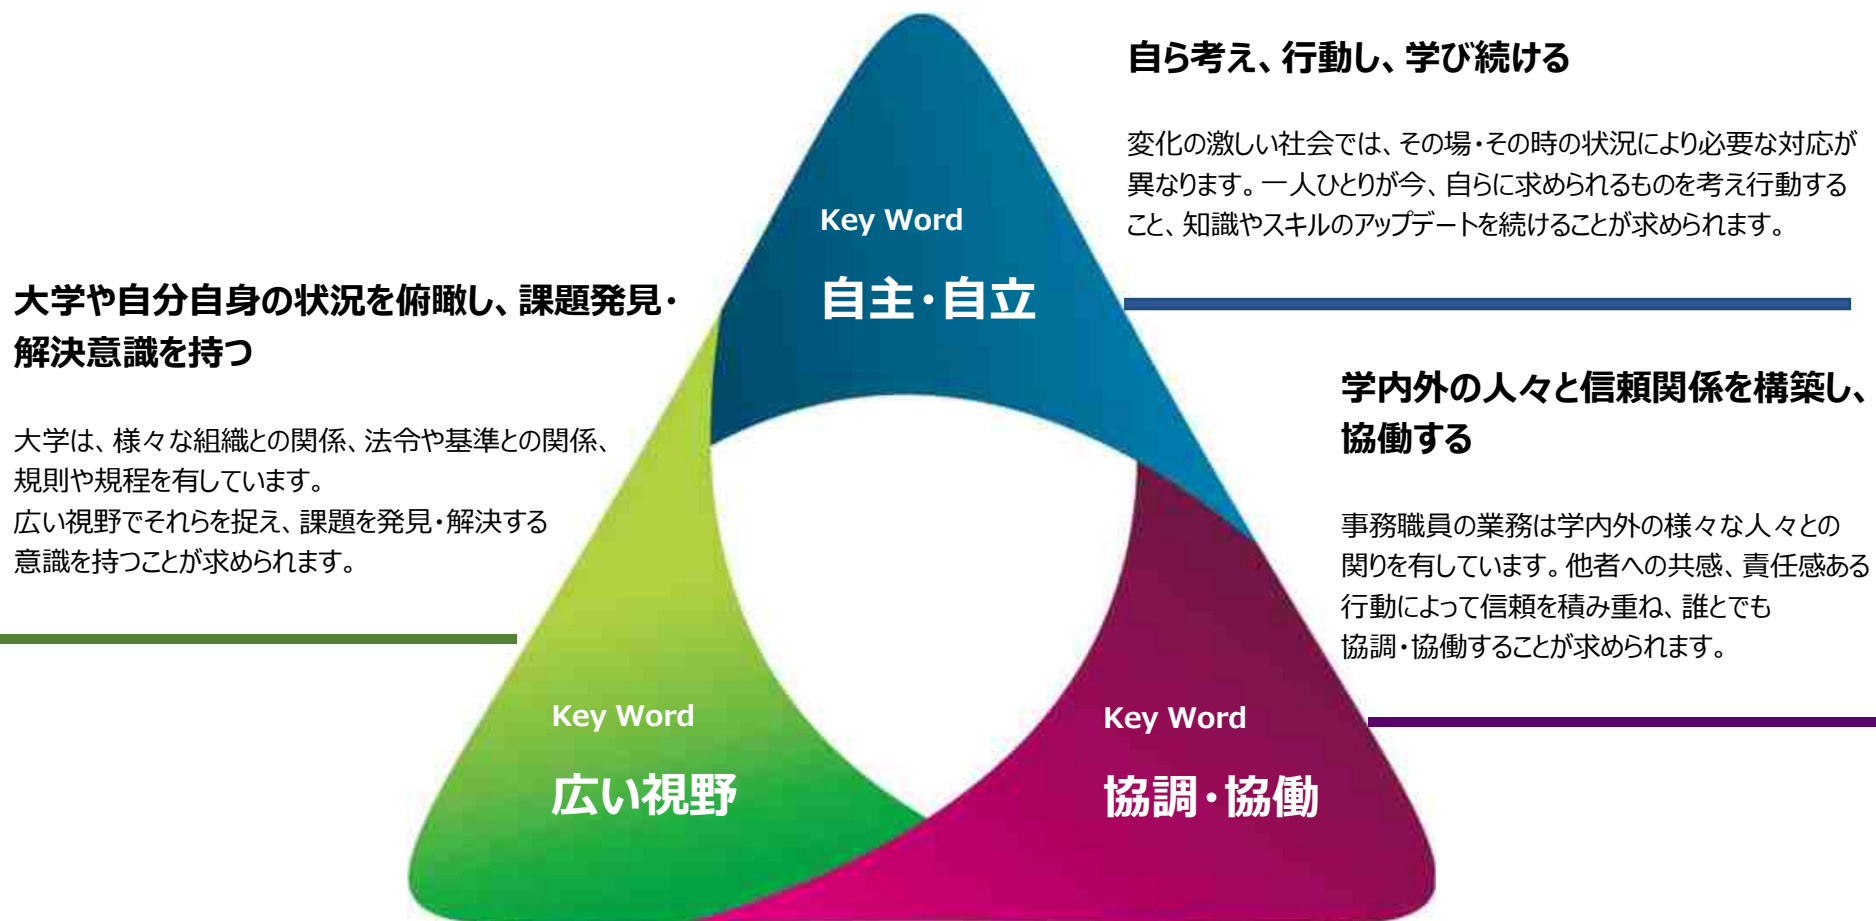 自ら考え、行動し、学び続ける
変化の激しい社会では、その場・その時の状況により必要な対応が
異なります。一人ひとりが今、自らに求められるものを考え行動する
こと、知識やスキルのアップデートを続けることが求められます。
Key Word
自主・自立
大学や自分自身の状況を俯瞰し、課題発見・
解決意識を持つ
大学は、様々な組織との関係、法令や基準との関係、
規則や規程を有しています。
広い視野でそれらを捉え、課題を発見・解決する
意識を持つことが求められます。
学内外の人々と信頼関係を構築し、
協働する
事務職員の業務は学内外の様々な人々との
関りを有しています。他者への共感、責任感ある
行動によって信頼を積み重ね、誰とでも
協調・協働することが求められます。
Key Word
広い視野
Key Word
協調・協働